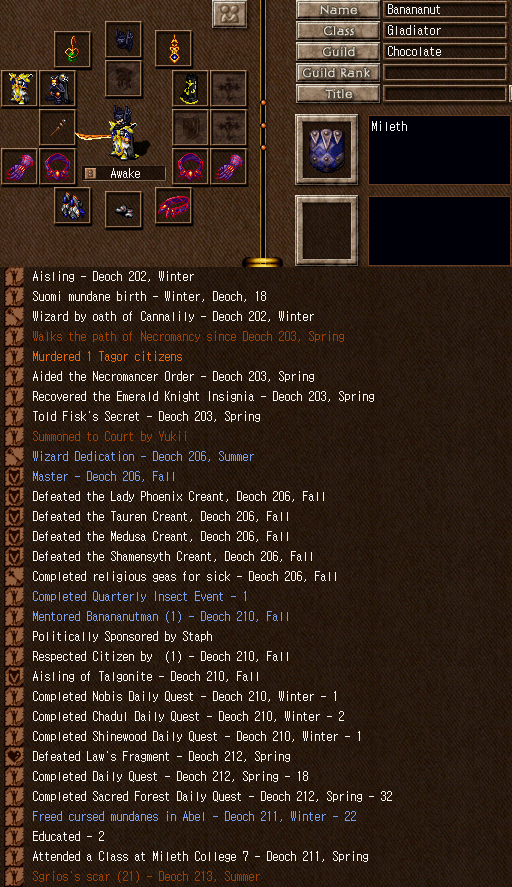 Name Banananut
Class Gladiator
Guild Chocolate
Guild Rank
Title
Mileth
Awake
Aisling - Deoch 202, Winter
Suomi mundane birth - Winter, Deoch, 18
Wizard by oath of Cannalily - Deoch 202, Winter
Walks the path of Necromancy since Deoch 203, Spring
Murdered 1 Tagor citizens
Aided the Necromancer Order - Deoch 203, Spring
Recovered the Emerald Knight Insignia - Deoch 203, Spring
Told Fisk's Secret - Deoch 203, Spring
Summoned to Court by Yukii
Wizard Dedication - Deoch 206, Summer
Master - Deoch 206, Fall
Defeated the Lady Phoenix Creant, Deoch 206, Fall
Defeated the Tauren Creant, Deoch 206, Fall
Defeated the Medusa Creant, Deoch 206, Fall
Defeated the Shamensyth Creant, Deoch 206, Fall
Completed religious geas for sick - Deoch 206, Fall
Completed Quarterly Insect Event - 1
Mentored Banananutman (1) - Deoch 210, Fall
Politically Sponsored by Staph
Respected Citizen by (1) - Deoch 210, Fall
Aisling of Talgonite - Deoch 210, Fall
Completed Nobis Daily Quest - Deoch 210, Winter - 1
Completed Chadul Daily Quest - Deoch 210, Winter - 2
Completed Shinewood Daily Quest - Deoch 210, Winter - 1
Defeated Law's Fragment - Deoch 212, Spring
Completed Daily Quest - Deoch 212, Spring - 18
Completed Sacred Forest Daily Quest - Deoch 212, Spring - 32
Freed cursed mundanes in Abel - Deoch 211, Winter - 22
Educated - 2
Attended a Class at Mileth College 7 - Deoch 211, Spring
Sgrios's scar (21) - Deoch 213, Summer